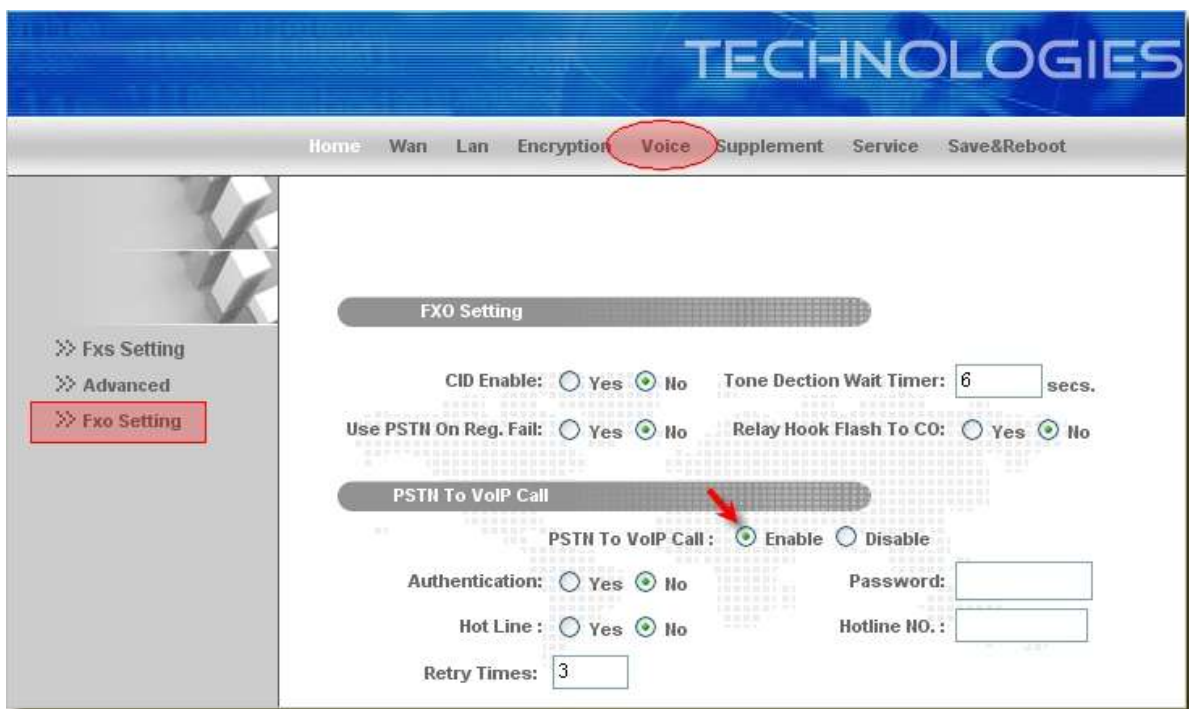 TECHNOLOGIES
Home Wan Lan Encryption Voice Supplement Service Save&Reboot
>> Fxs Setting
>> Advanced
>> Fxo Setting
FXO Setting
CID Enable: Yes No Tone Dection Wait Timer: 6 secs.
Use PSTN On Reg. Fail: Yes No Relay Hook Flash To CO: Yes No
PSTN To VoIP Call
PSTN To VoIP Call : Enable Disable
Authentication: Yes No Password:
Hot Line : Yes No Hotline NO. :
Retry Times: 3